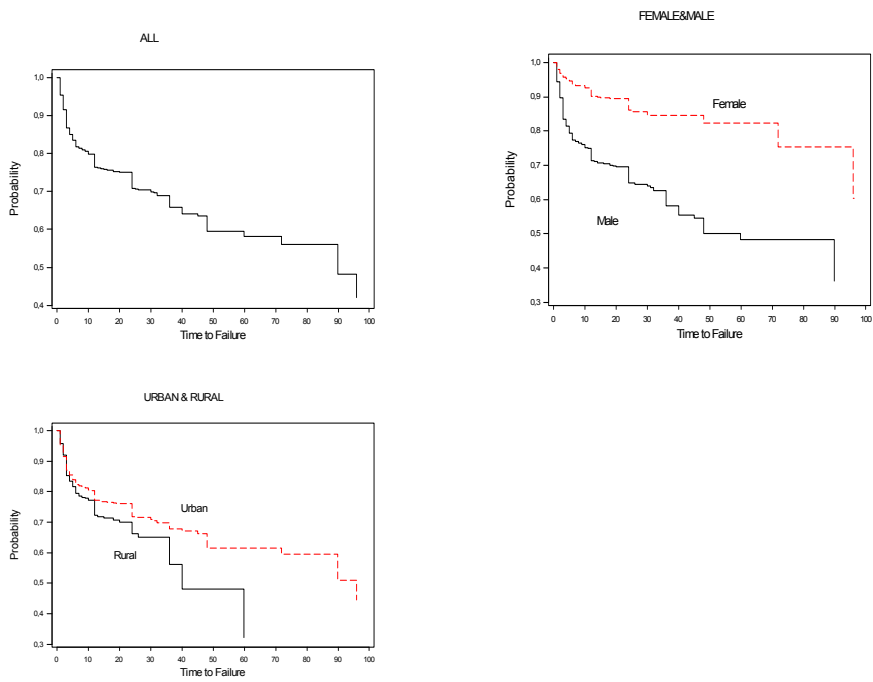 ALL
1,0
0,9
0,8
0,7
0,6
0,5
0,4
Probability
0 10 20 30 40 50 60 70 80 90 100
Time to Failure
FEMALE&MALE
1,0
0,9
0,8
0,7
0,6
0,5
0,4
0,3
Probability
Female
Male
0 10 20 30 40 50 60 70 80 90 100
Time to Failure
URBAN & RURAL
1,0
0,9
0,8
0,7
0,6
0,5
0,4
0,3
Probability
Urban
Rural
0 10 20 30 40 50 60 70 80 90 100
Time to Failure